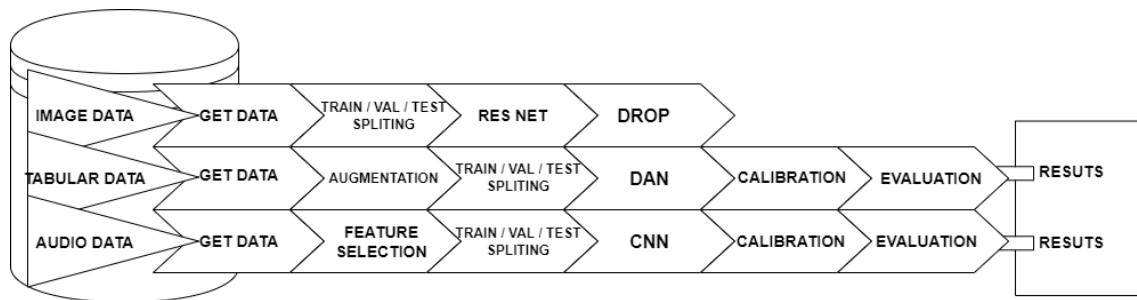 IMAGE DATA
GET DATA
TRAIN / VAL / TEST
SPLITING
RES NET
DROP
TABULAR DATA
GET DATA
AUGMENTATION
TRAIN / VAL / TEST
SPLITING
DAN
CALIBRATION
EVALUATION
RESUTS
AUDIO DATA
GET DATA
FEATURE
SELECTION
TRAIN / VAL / TEST
SPLITING
CNN
CALIBRATION
EVALUATION
RESUTS